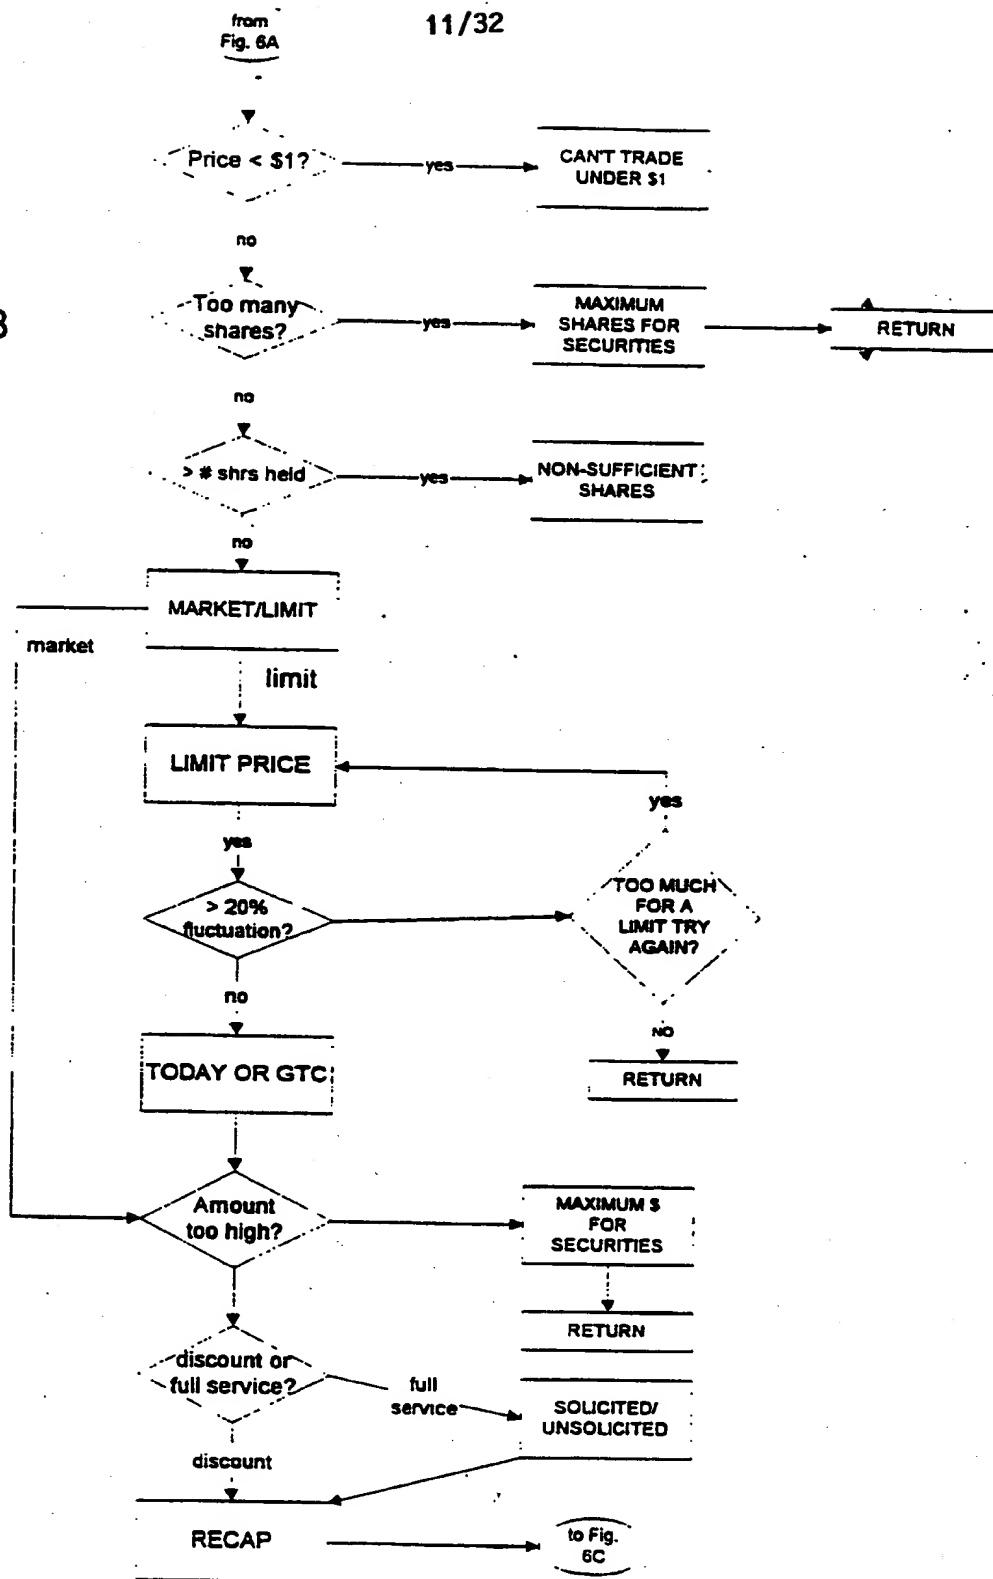 from
Fig. 6A
11/32
Price < $1?
yes
CAN'T TRADE
UNDER $1
no
Too many
shares?
yes
MAXIMUM
SHARES FOR
SECURITIES
RETURN
no
> # shrs held
yes
NON-SUFFICIENT
SHARES
no
MARKET/LIMIT
market
limit
LIMIT PRICE
yes
yes
> 20%
fluctuation?
TOO MUCH
FOR A
LIMIT TRY
AGAIN?
no
NO
TODAY OR GTC
RETURN
Amount
too high?
MAXIMUM $
FOR
SECURITIES
RETURN
discount or
full service?
full
service
SOLICITED/
UNSOLICITED
discount
RECAP
to Fig.
6C